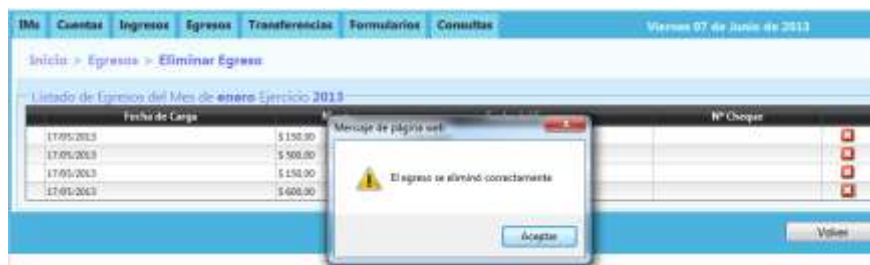 IMs Cuentas Ingresos Egresos Transferencias Formularios Consultas Viernes 07 de Junio de 2013
Inicio > Egresos > Eliminar Egreso
Listado de Egresos del Mes de enero Ejercicio 2013
Fecha de Carga Nº Cheque
Mensaje de página web
17/05/2013 $ 150.00
17/05/2013 $ 500.00
El egreso se eliminó correctamente
17/05/2013 $ 150.00
17/05/2013 $ 600.00
Aceptar
Volver